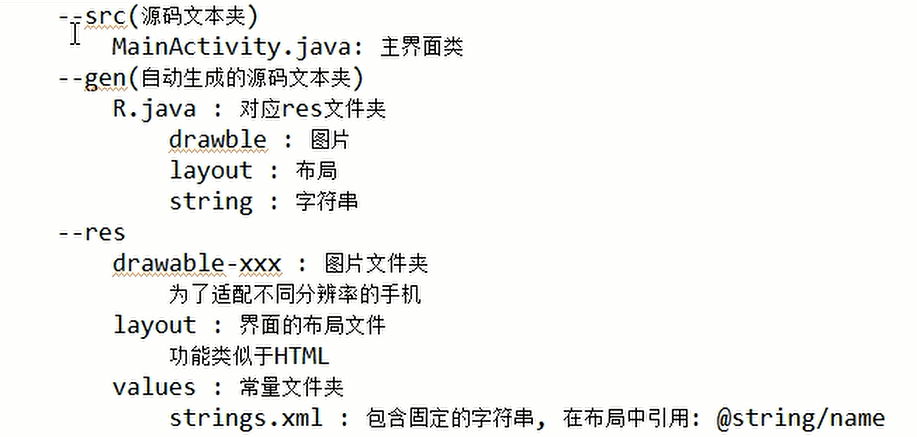 --src(源码文本夹)
MainActivity.java: 主界面类
--gen(自动生成的源码文本夹)
R.java : 对应res文件夹
drawble : 图片
layout : 布局
string : 字符串
--res
drawable-xxx : 图片文件夹
为了适配不同分辨率的手机
layout : 界面的布局文件
功能类似于HTML
values : 常量文件夹
strings.xml : 包含固定的字符串, 在布局中引用: @string/name